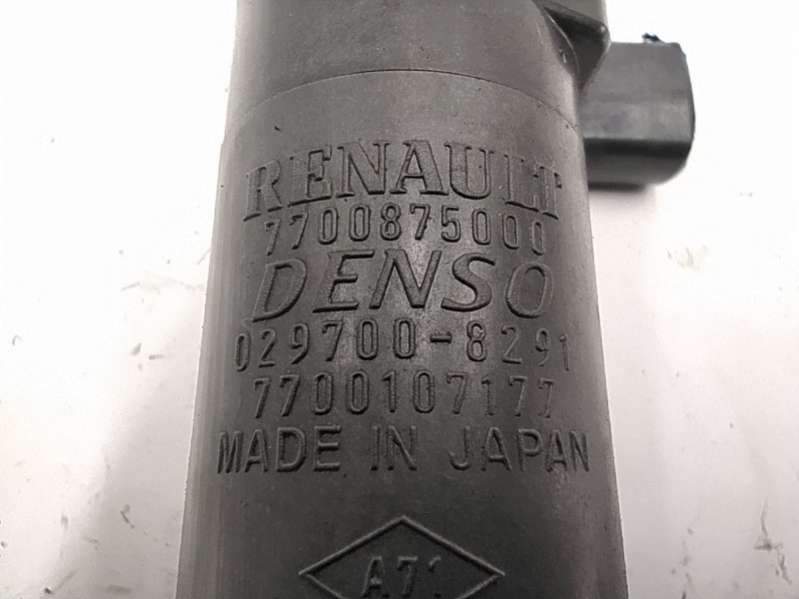 RENAULT
7700875000
DENSO
029700-8291
7700107177
MADE IN JAPAN
A71